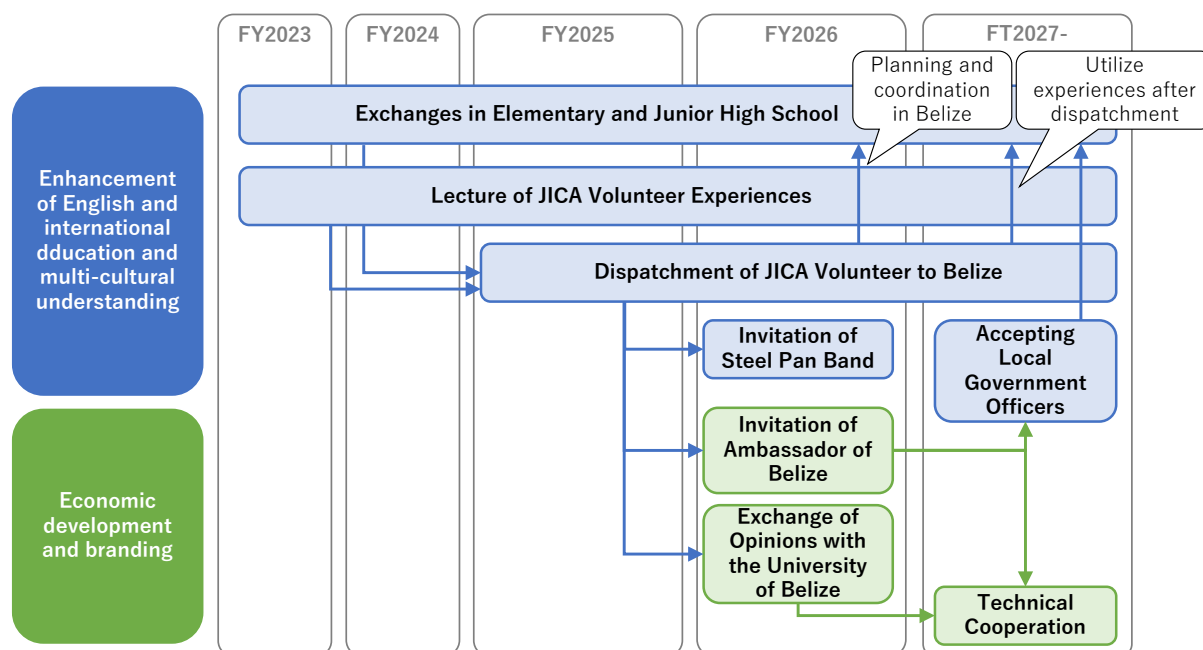 FY2023
FY2024
FY2025
FY2026
FT2027-
Planning and
coordination
in Belize
Utilize
experiences after
dispatchment
Exchanges in Elementary and Junior High School
Enhancement
of English and
international
dducation and
multi-cultural
understanding
Lecture of JICA Volunteer Experiences
Dispatchment of JICA Volunteer to Belize
Invitation of
Steel Pan Band
Accepting
Local
Government
Officers
Invitation of
Ambassador of
Belize
Economic
development
and branding
Exchange of
Opinions with
the University
of Belize
Technical
Cooperation